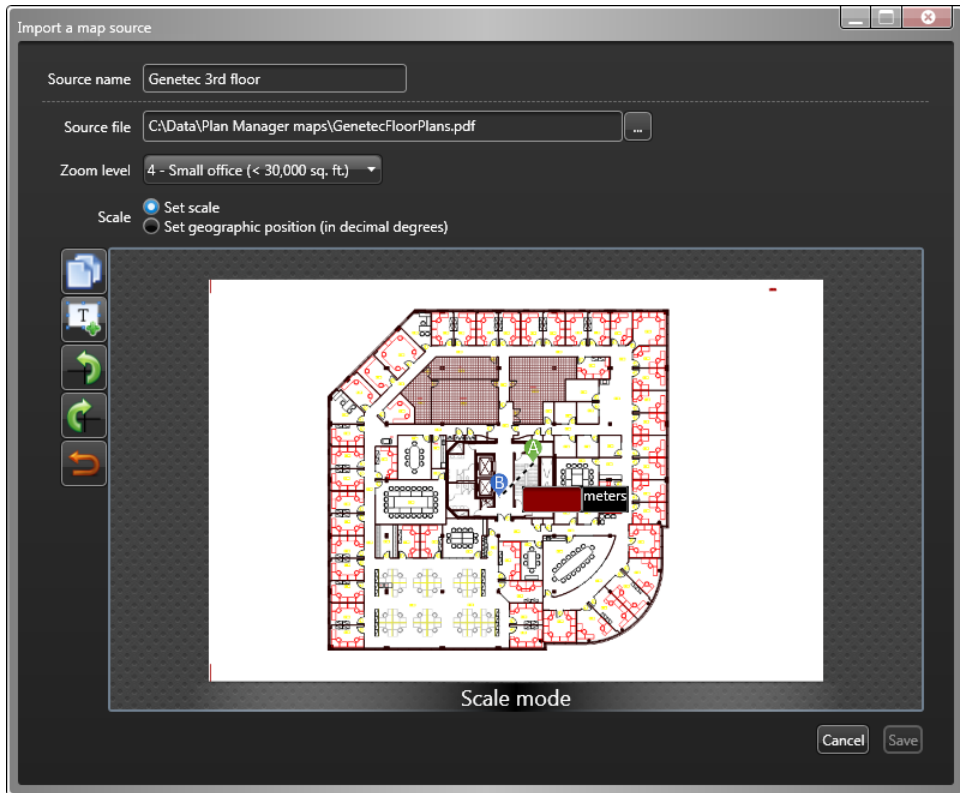 Import a map source
Source name Genetec 3rd floor
Source file C:\Data\Plan Manager maps\GenetecFloorPlans.pdf ...
Zoom level 4 - Small office (< 30,000 sq. ft.)
Scale
Set scale
Set geographic position (in decimal degrees)
T
A
B
meters
Scale mode
Cancel Save